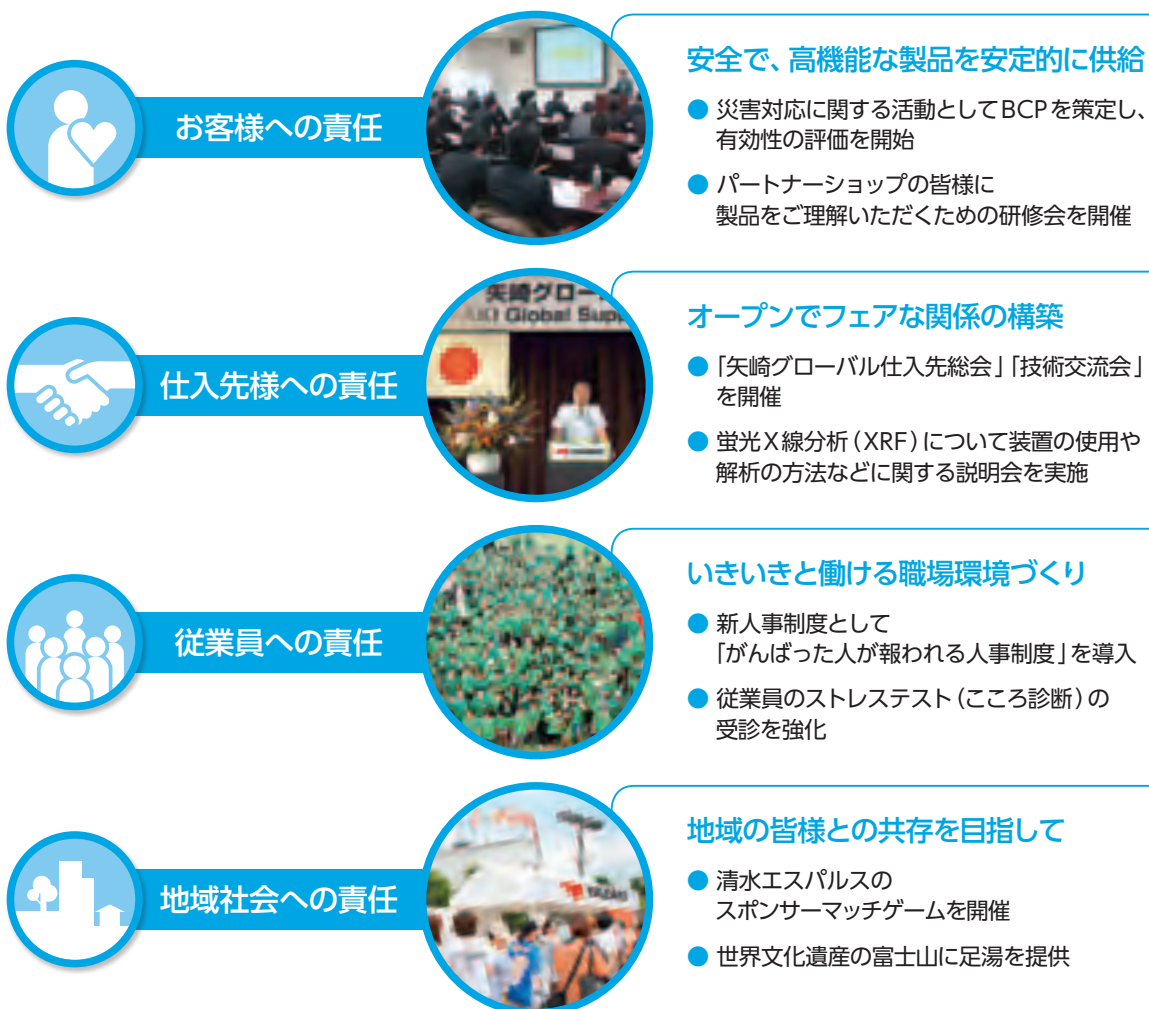 お客様への責任
安全で、高機能な製品を安定的に供給
● 災害対応に関する活動としてBCPを策定し、
有効性の評価を開始
● パートナーショップの皆様に
製品をご理解いただくための研修会を開催
仕入先様への責任
矢崎グロー
AKI Global Supp
オープンでフェアな関係の構築
● 「矢崎グローバル仕入先総会」「技術交流会」
を開催
● 蛍光X線分析(XRF)について装置の使用や
解析の方法などに関する説明会を実施
従業員への責任
いきいきと働ける職場環境づくり
● 新人事制度として
「がんばった人が報われる人事制度」を導入
● 従業員のストレステスト(こころ診断)の
受診を強化
地域社会への責任
YAZAKI
地域の皆様との共存を目指して
● 清水エスパルスの
スポンサーマッチゲームを開催
● 世界文化遺産の富士山に足湯を提供